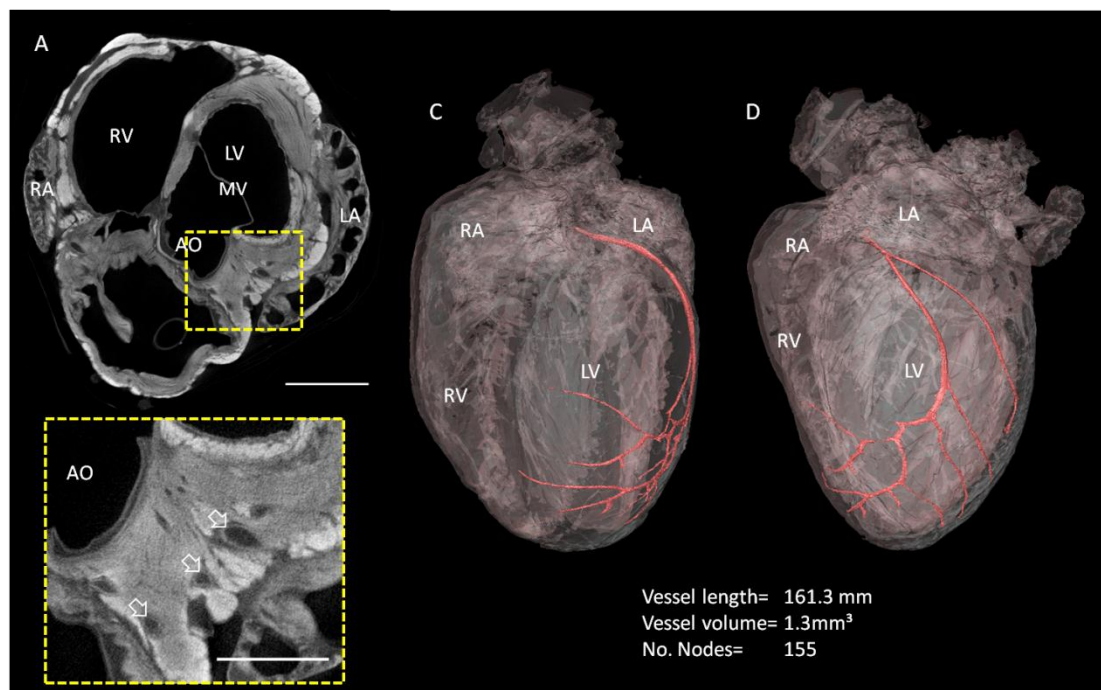 A
RV
LV
MV
RA
LA
AO
AO
C
RA
LA
LV
RV
D
LA
RA
RV
LV
Vessel length= 161.3 mm
Vessel volume= 1.3mm³
No. Nodes= 155